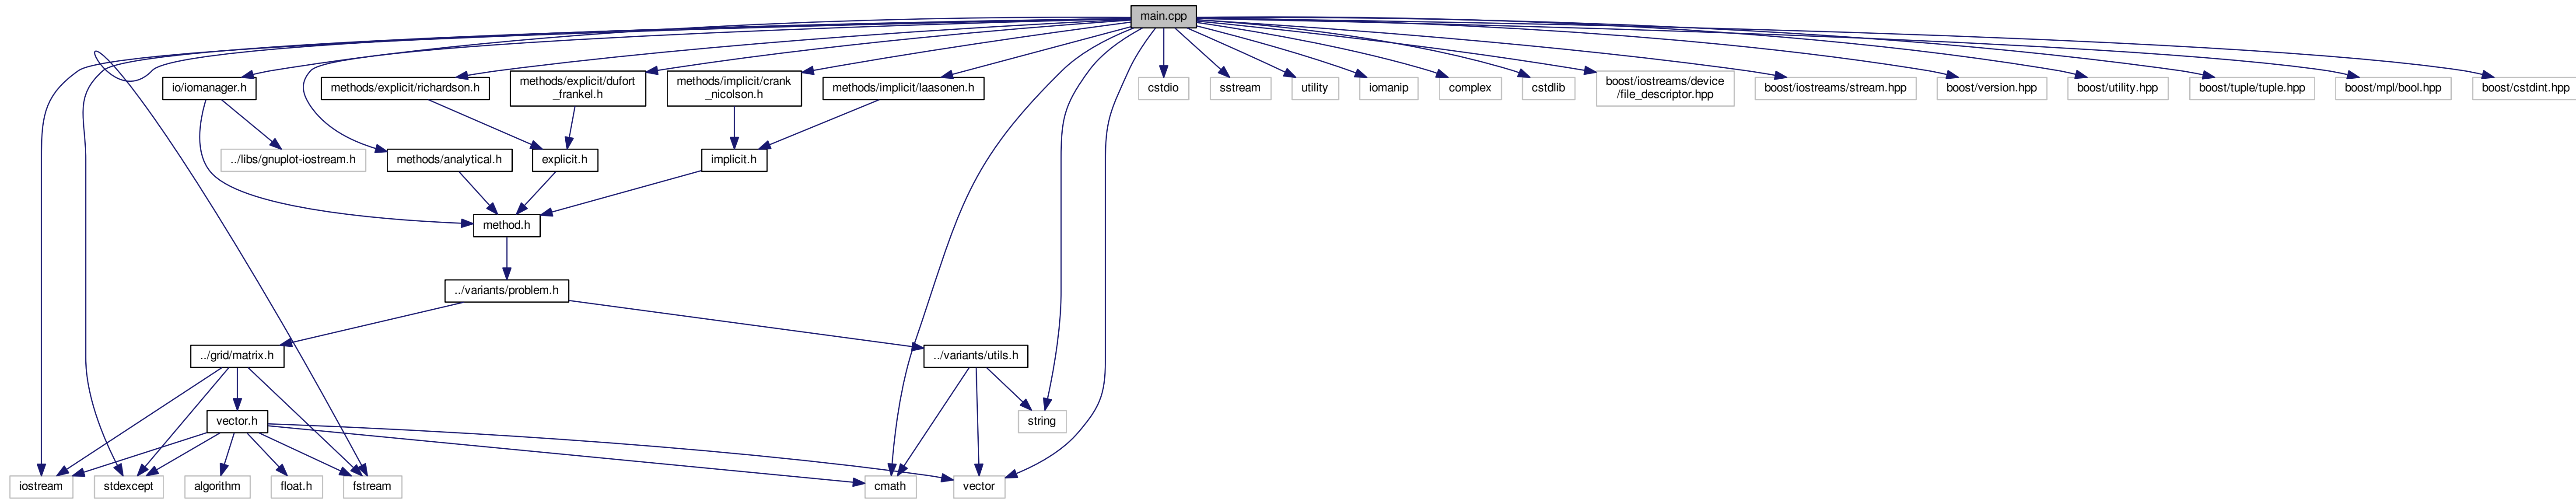 main.cpp
io/iomanager.h
methods/explicit/richardson.h
methods/explicit/dufort
_frankel.h
methods/implicit/crank
_nicolson.h
methods/implicit/laasonen.h
cstdio
sstream
utility
iomanip
complex
cstdlib
boost/iostreams/device
/file_descriptor.hpp
boost/iostreams/stream.hpp
boost/version.hpp
boost/utility.hpp
boost/tuple/tuple.hpp
boost/mpl/bool.hpp
boost/cstdint.hpp
../libs/gnuplot-iostream.h
methods/analytical.h
explicit.h
implicit.h
method.h
../variants/problem.h
../grid/matrix.h
../variants/utils.h
vector.h
string
iostream
stdexcept
algorithm
float.h
fstream
cmath
vector